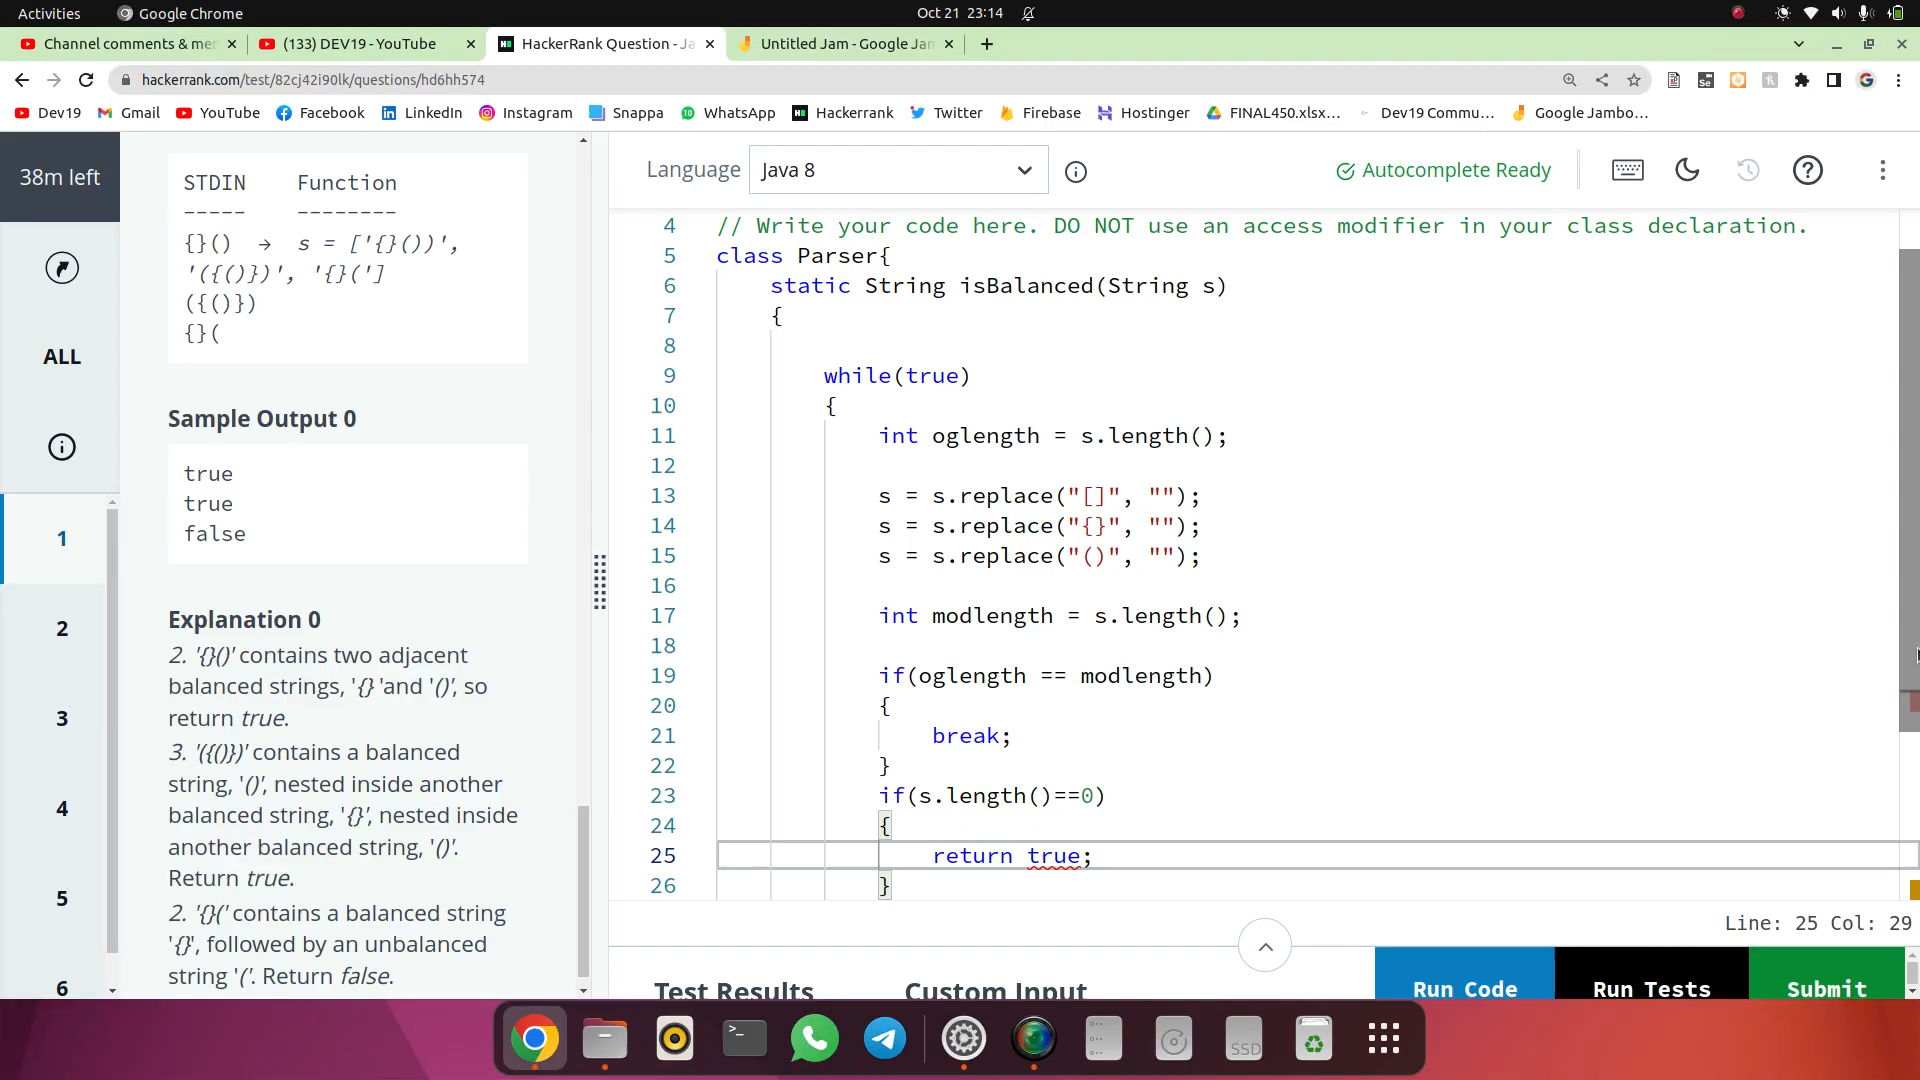 Activities Google Chrome Oct 21 23:14
Channel comments & mer (133) DEV19 - YouTube HackerRank Question - Ja Untitled Jam - Google Jam
hackerrank.com/test/82cj42i90lk/questions/hd6hh574
Dev19 Gmail YouTube Facebook LinkedIn Instagram Snappa WhatsApp Hackerrank Twitter Firebase Hostinger FINAL450.xlsx... Dev19 Commu... Google Jambo...
38m left
ALL
1
2
3
4
5
6
STDIN Function
----- --------
{}() → s = ['{}())',
'({()})', '{}(']
({()})
{}(
Sample Output 0
true
true
false
Explanation 0
2. '{}()' contains two adjacent
balanced strings, '{} 'and '()', so
return true.
3. '({()})' contains a balanced
string, '()', nested inside another
balanced string, '{}', nested inside
another balanced string, '()'.
Return true.
2. '{}(' contains a balanced string
'{}', followed by an unbalanced
string '('. Return false.
Language Java 8 Autocomplete Ready
4 // Write your code here. DO NOT use an access modifier in your class declaration.
5 class Parser{
6 static String isBalanced(String s)
7 {
8
9 while(true)
10 {
11 int oglength = s.length();
12
13 s = s.replace("[]", "");
14 s = s.replace("{}", "");
15 s = s.replace("()", "");
16
17 int modlength = s.length();
18
19 if(oglength == modlength)
20 {
21 break;
22 }
23 if(s.length()==0)
24 {
25 return true;
26 }
Line: 25 Col: 29
Test Results Custom Input Run Code Run Tests Submit
SSD